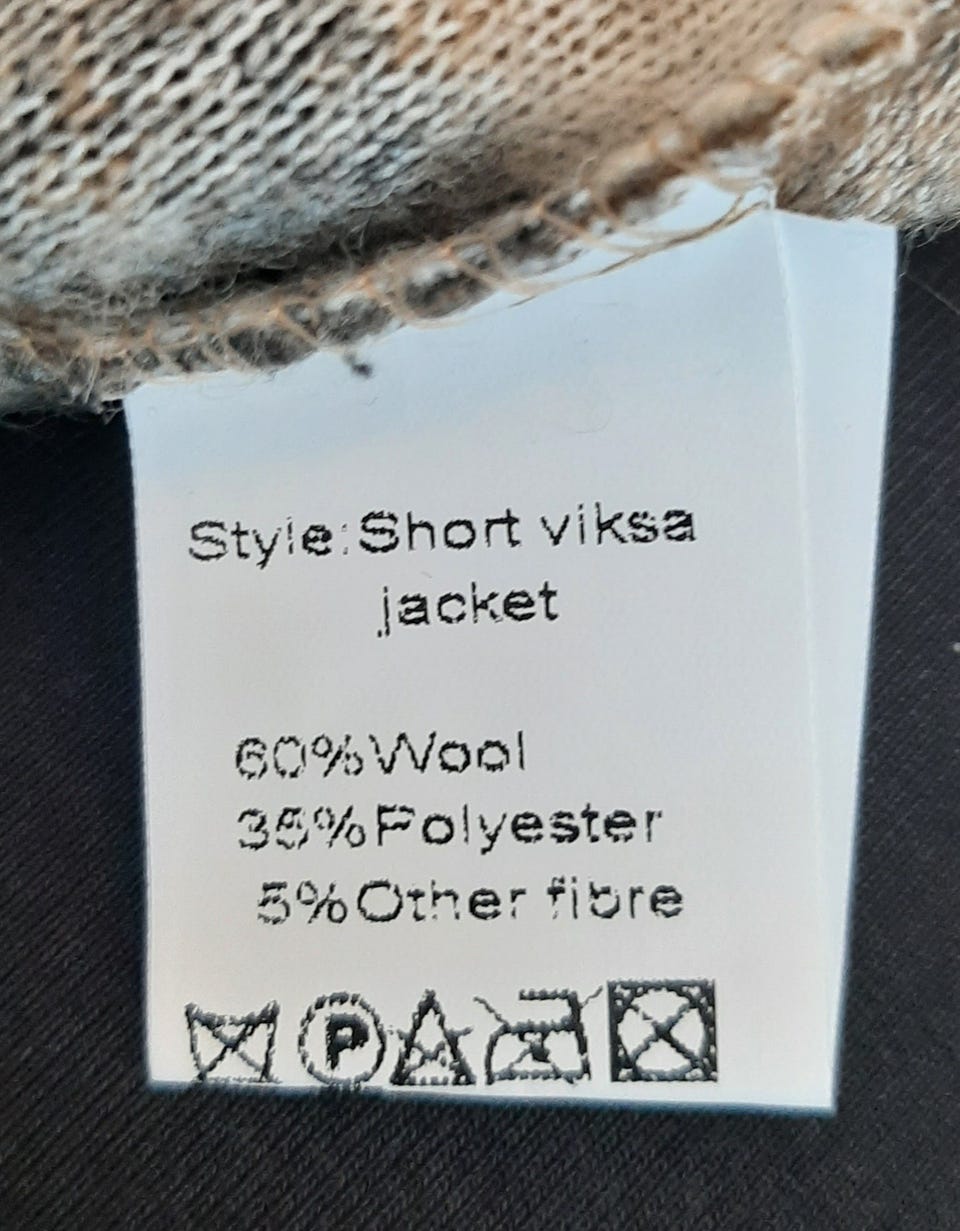 Style:Short viksa
jacket
60%Wool
35%Polyester
5%Other fibre
P